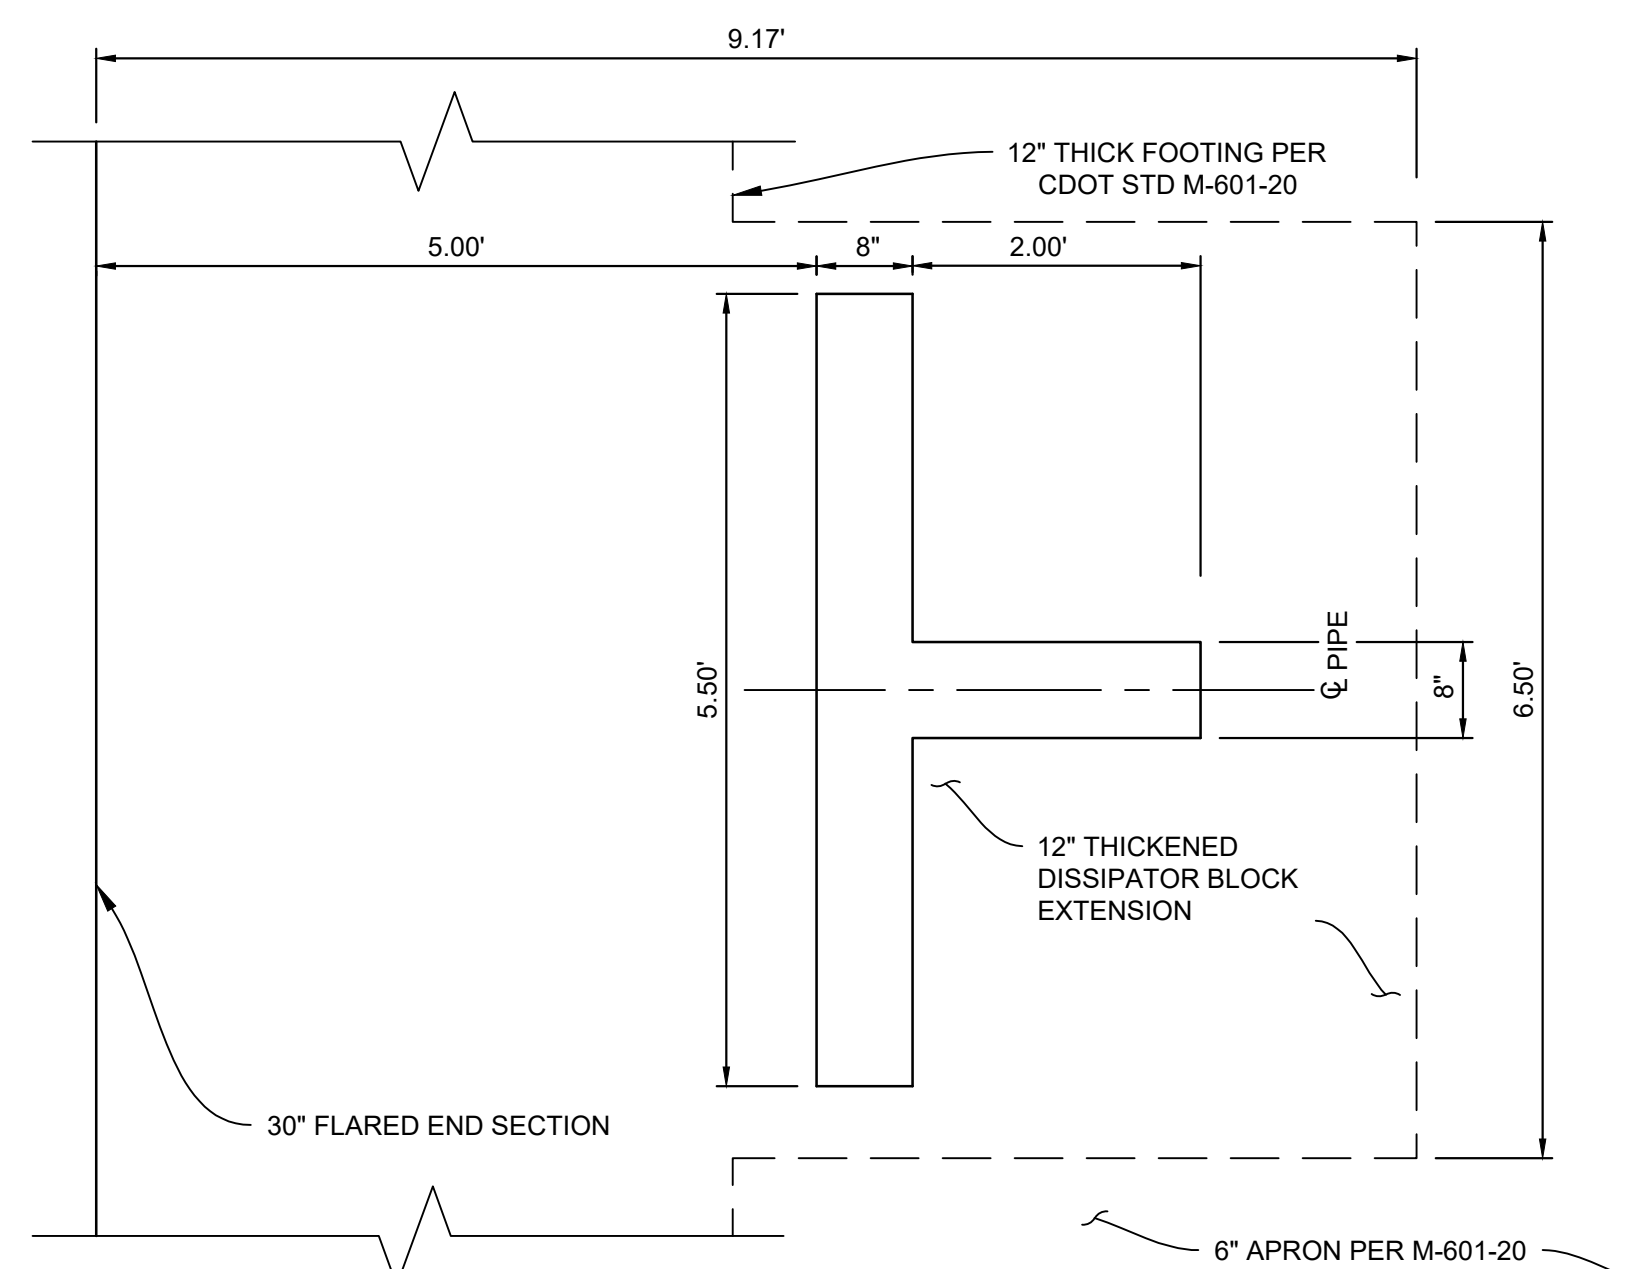 9.17'
12" THICK FOOTING PER
CDOT STD M-601-20
5.00'
8"
2.00'
5.50'
℄ PIPE
8"
6.50'
12" THICKENED
DISSIPATOR BLOCK
EXTENSION
30" FLARED END SECTION
6" APRON PER M-601-20